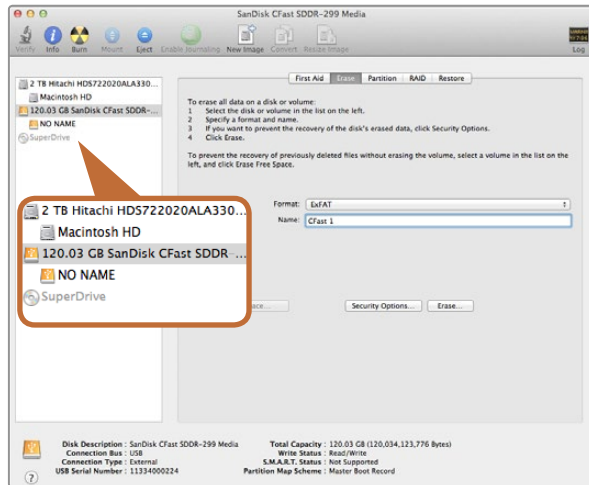 SanDisk CFast SDDR-299 Media
Verify Info Burn Mount Eject Enable Journaling New Image Convert Resize Image Log
First Aid Erase Partition RAID Restore
2 TB Hitachi HDS722020ALA330...
Macintosh HD
120.03 GB SanDisk CFast SDDR-...
NO NAME
SuperDrive
To erase all data on a disk or volume:
1 Select the disk or volume in the list on the left.
2 Specify a format and name.
3 If you want to prevent the recovery of the disk's erased data, click Security Options.
4 Click Erase.
To prevent the recovery of previously deleted files without erasing the volume, select a volume in the list on the
left, and click Erase Free Space.
Format: ExFAT
Name: CFast 1
2 TB Hitachi HDS722020ALA330...
Macintosh HD
120.03 GB SanDisk CFast SDDR-...
NO NAME
SuperDrive
Security Options... Erase...
Disk Description : SanDisk CFast SDDR-299 Media
Connection Bus : USB
Connection Type : External
USB Serial Number : 11334000224
Total Capacity : 120.03 GB (120,034,123,776 Bytes)
Write Status : Read/Write
S.M.A.R.T. Status : Not Supported
Partition Map Scheme : Master Boot Record
?